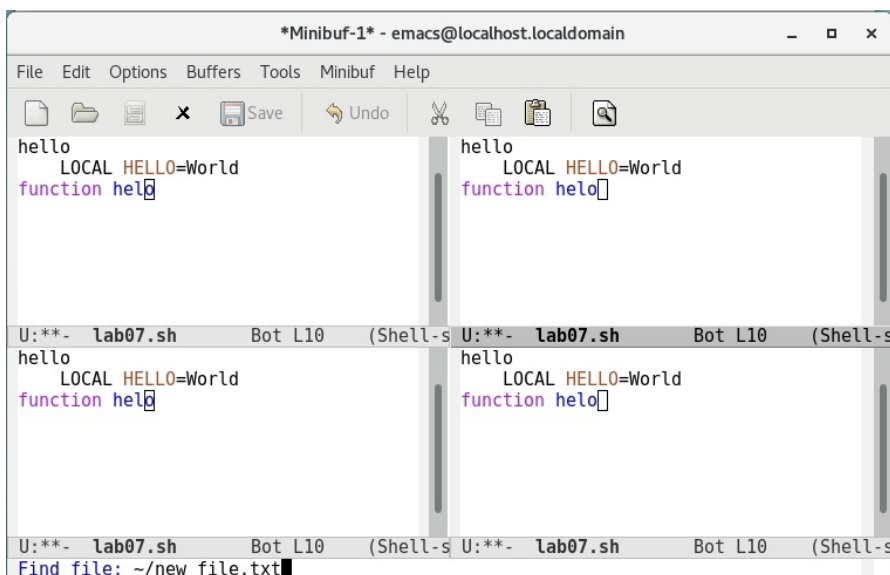 *Minibuf-1* - emacs@localhost.localdomain
File Edit Options Buffers Tools Minibuf Help
Save Undo
hello
LOCAL HELLO=World
function helo
U:**- lab07.sh Bot L10 (Shell-s
hello
LOCAL HELLO=World
function helo
U:**- lab07.sh Bot L10 (Shell-s
hello
LOCAL HELLO=World
function helo
U:**- lab07.sh Bot L10 (Shell-s
hello
LOCAL HELLO=World
function helo
U:**- lab07.sh Bot L10 (Shell-s
Find file: ~/new file.txt